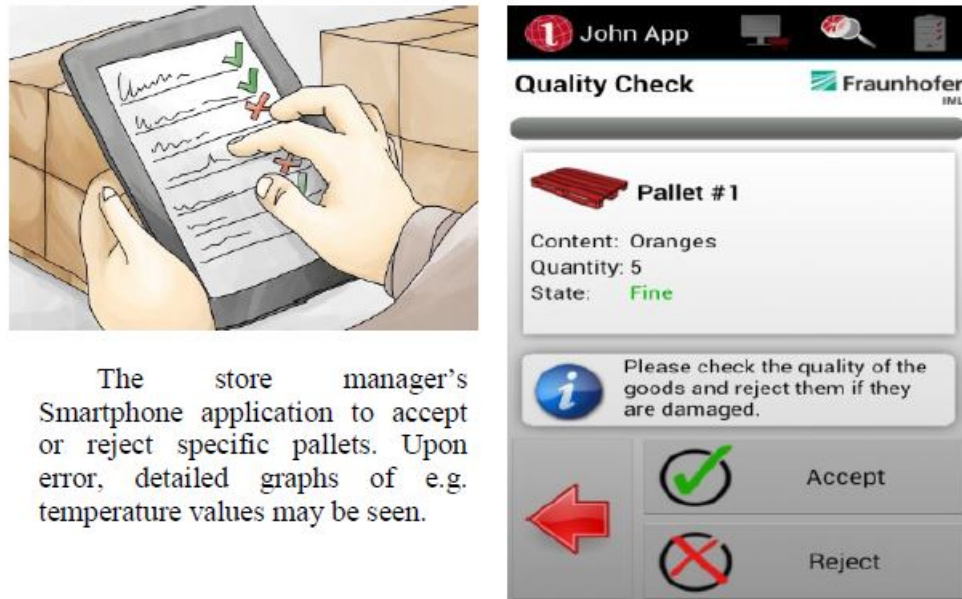 The store manager's
Smartphone application to accept
or reject specific pallets. Upon
error, detailed graphs of e.g.
temperature values may be seen.
John App
Quality Check
Fraunhofer
IML
Pallet #1
Content: Oranges
Quantity: 5
State: Fine
Please check the quality of the
goods and reject them if they
are damaged.
Accept
Reject